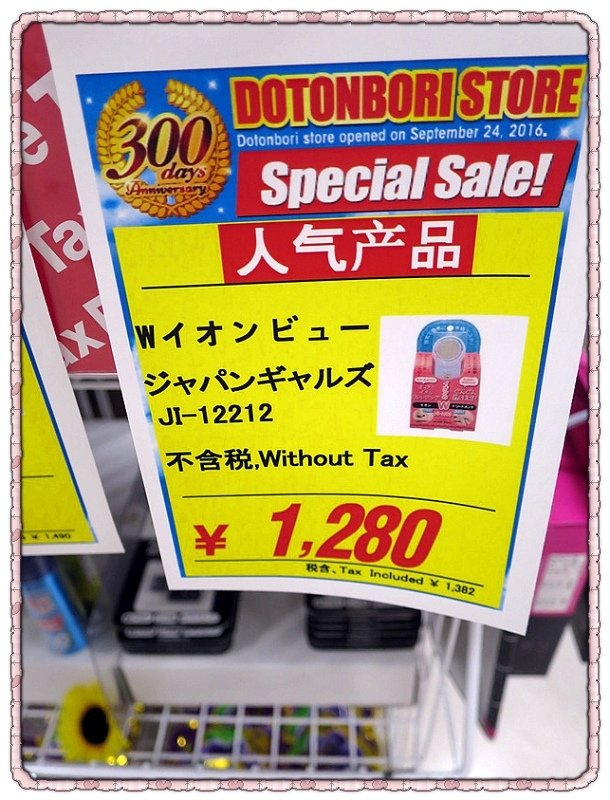 DOTONBORI STORE
Dotonbori store opened on September 24, 2016.
300
days
Anniversary
Special Sale!
人气产品
Wイオンビュー
ジャパンギャルズ
JI-12212
不含税,Without Tax
¥ 1,280
税含、Tax Included ¥ 1,382